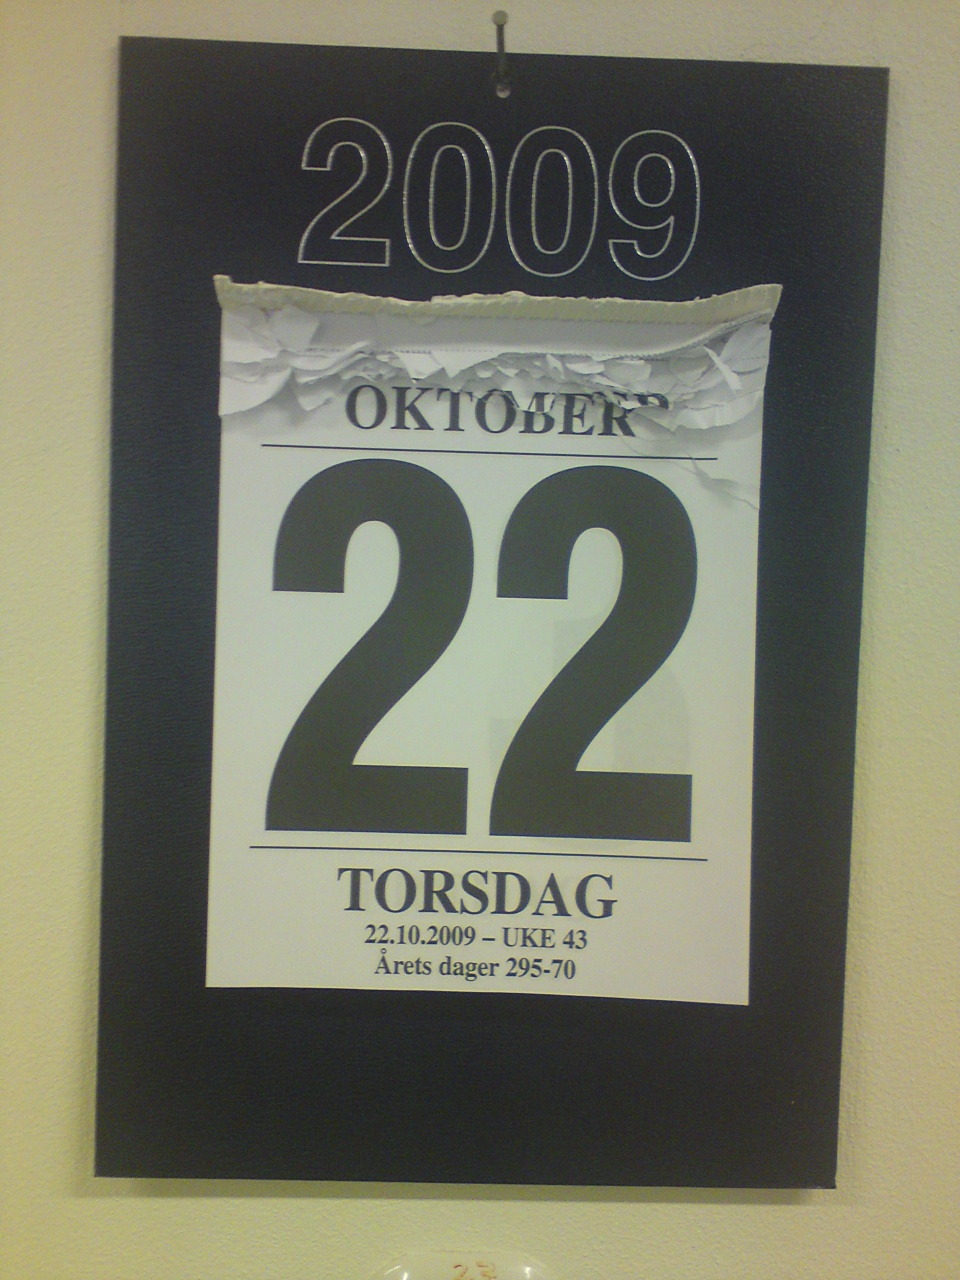 2009
OKTOBER
22
TORSDAG
22.10.2009 – UKE 43
Årets dager 295-70